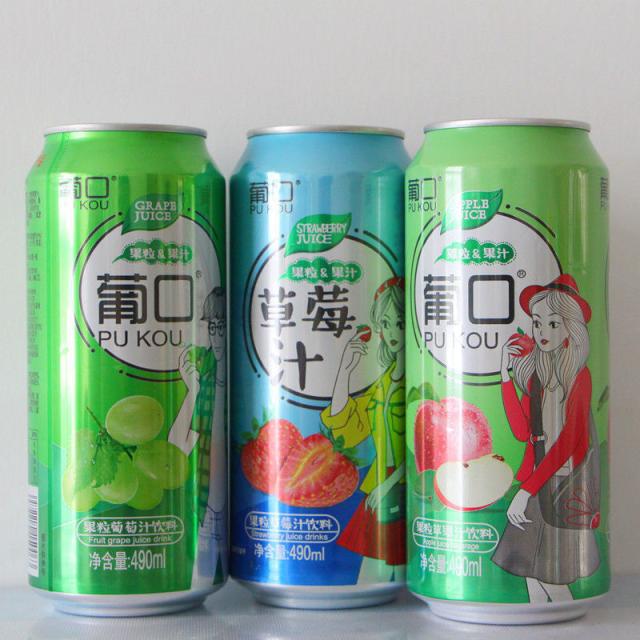 葡口
PU KOU
GRAPE
JUICE
果粒&果汁
葡口®
PU KOU
果粒葡萄汁饮料
Fruit grape juice drink
净含量:490ml
葡口
PU KOU
STRAWBERRY
JUICE
果粒&果汁
草莓
汁
果粒草莓汁饮料
Strawberry juice drinks
净含量:490ml
葡口
PU KOU
APPLE
JUICE
果粒&果汁
葡口®
PU KOU
果粒苹果汁饮料
净含量:490ml